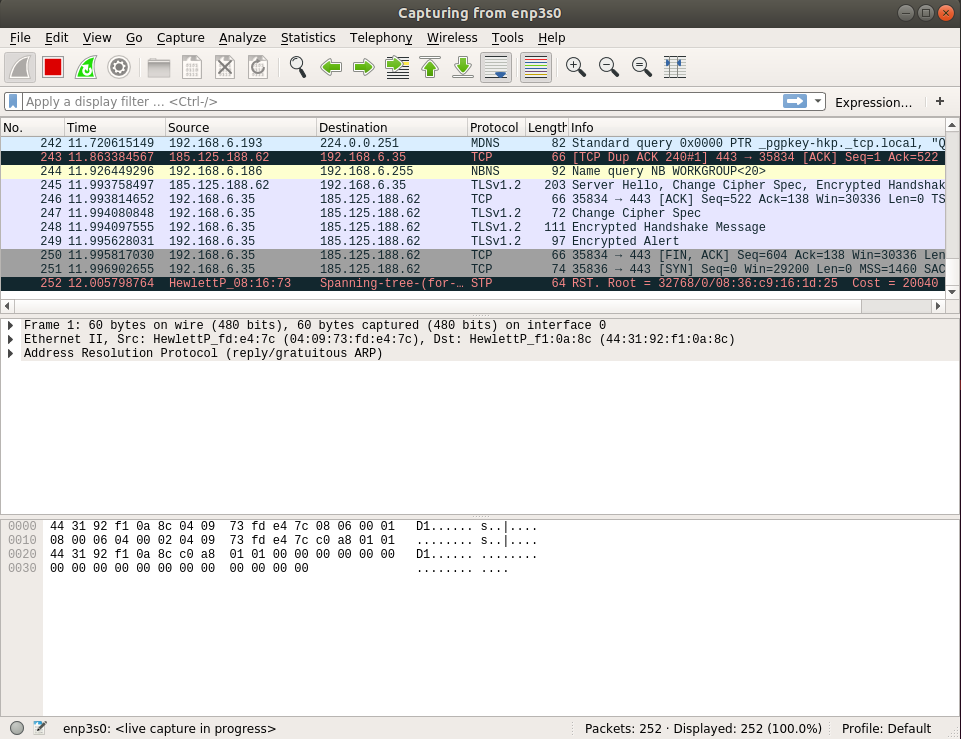 Capturing from enp3s0
File Edit View Go Capture Analyze Statistics Telephony Wireless Tools Help
Apply a display filter ... <Ctrl-/> Expression... +
No. Time Source Destination Protocol Length Info
242 11.720615149 192.168.6.193 224.0.0.251 MDNS 82 Standard query 0x0000 PTR _pgpkey-hkp._tcp.local, "Q
243 11.863384567 185.125.188.62 192.168.6.35 TCP 66 [TCP Dup ACK 240#1] 443 → 35834 [ACK] Seq=1 Ack=522
244 11.926449296 192.168.6.186 192.168.6.255 NBNS 92 Name query NB WORKGROUP<20>
245 11.993758497 185.125.188.62 192.168.6.35 TLSv1.2 203 Server Hello, Change Cipher Spec, Encrypted Handshak
246 11.993814652 192.168.6.35 185.125.188.62 TCP 66 35834 → 443 [ACK] Seq=522 Ack=138 Win=30336 Len=0 TS
247 11.994080848 192.168.6.35 185.125.188.62 TLSv1.2 72 Change Cipher Spec
248 11.994097555 192.168.6.35 185.125.188.62 TLSv1.2 111 Encrypted Handshake Message
249 11.995628031 192.168.6.35 185.125.188.62 TLSv1.2 97 Encrypted Alert
250 11.995817030 192.168.6.35 185.125.188.62 TCP 66 35834 → 443 [FIN, ACK] Seq=604 Ack=138 Win=30336 Len
251 11.996902655 192.168.6.35 185.125.188.62 TCP 74 35836 → 443 [SYN] Seq=0 Win=29200 Len=0 MSS=1460 SAC
252 12.005798764 HewlettP_08:16:73 Spanning-tree-(for-… STP 64 RST. Root = 32768/0/08:36:c9:16:1d:25 Cost = 20040
Frame 1: 60 bytes on wire (480 bits), 60 bytes captured (480 bits) on interface 0
Ethernet II, Src: HewlettP_fd:e4:7c (04:09:73:fd:e4:7c), Dst: HewlettP_f1:0a:8c (44:31:92:f1:0a:8c)
Address Resolution Protocol (reply/gratuitous ARP)
0000 44 31 92 f1 0a 8c 04 09 73 fd e4 7c 08 06 00 01 D1...... s..|....
0010 08 00 06 04 00 02 04 09 73 fd e4 7c c0 a8 01 01 ........ s..|....
0020 44 31 92 f1 0a 8c c0 a8 01 01 00 00 00 00 00 00 D1...... ........
0030 00 00 00 00 00 00 00 00 00 00 00 00 ........ ....
enp3s0: <live capture in progress> Packets: 252 · Displayed: 252 (100.0%) Profile: Default